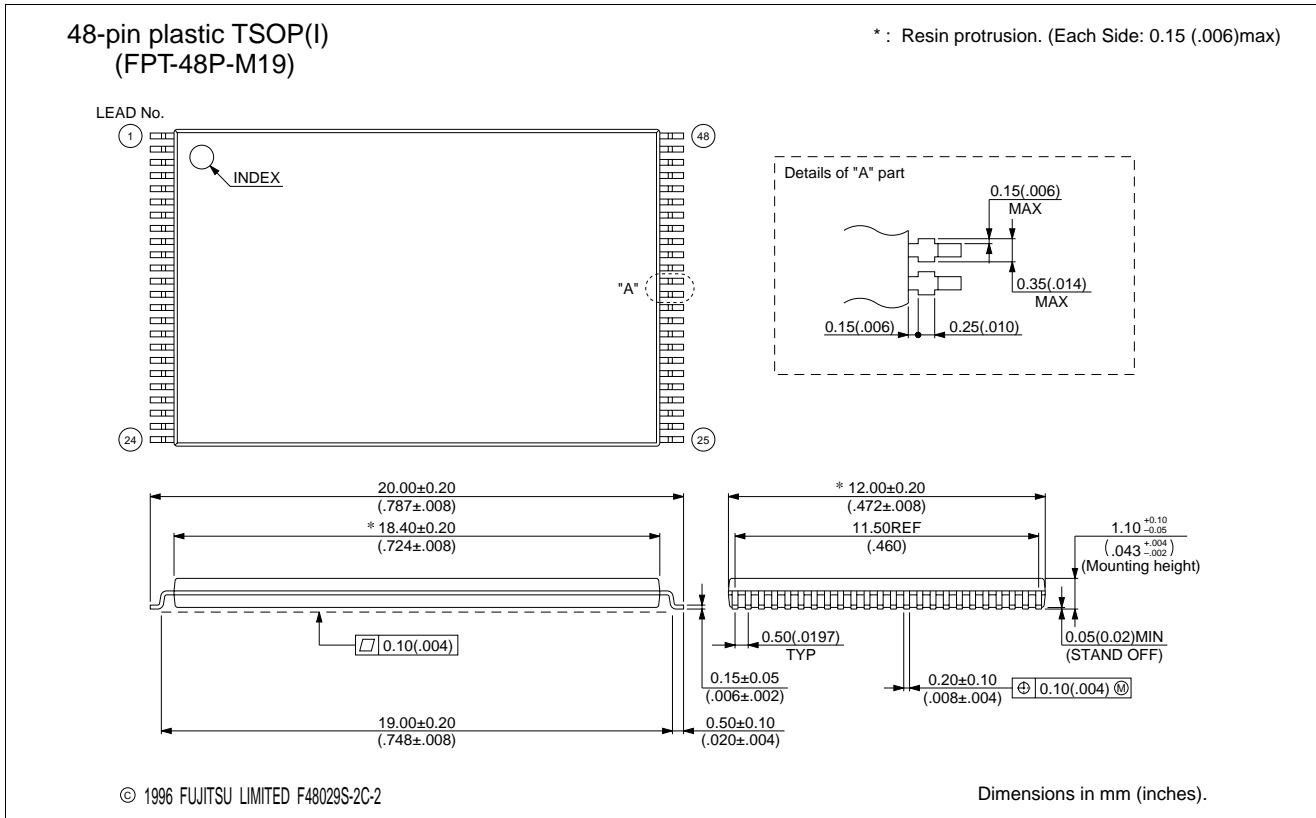 48-pin plastic TSOP(I)
(FPT-48P-M19)
* : Resin protrusion. (Each Side: 0.15 (.006)max)
LEAD No.
1
48
INDEX
"A"
24
25
Details of "A" part
0.15(.006)
MAX
0.35(.014)
MAX
0.15(.006)
0.25(.010)
20.00±0.20
(.787±.008)
* 18.40±0.20
(.724±.008)
0.10(.004)
19.00±0.20
(.748±.008)
0.50±0.10
(.020±.004)
0.15±0.05
(.006±.002)
* 12.00±0.20
(.472±.008)
11.50REF
(.460)
1.10 +0.10 –0.05
(.043 +.004 –.002)
(Mounting height)
0.50(.0197)
TYP
0.05(0.02)MIN
(STAND OFF)
0.20±0.10
(.008±.004)
⌖ 0.10(.004) Ⓜ
© 1996 FUJITSU LIMITED F48029S-2C-2
Dimensions in mm (inches).